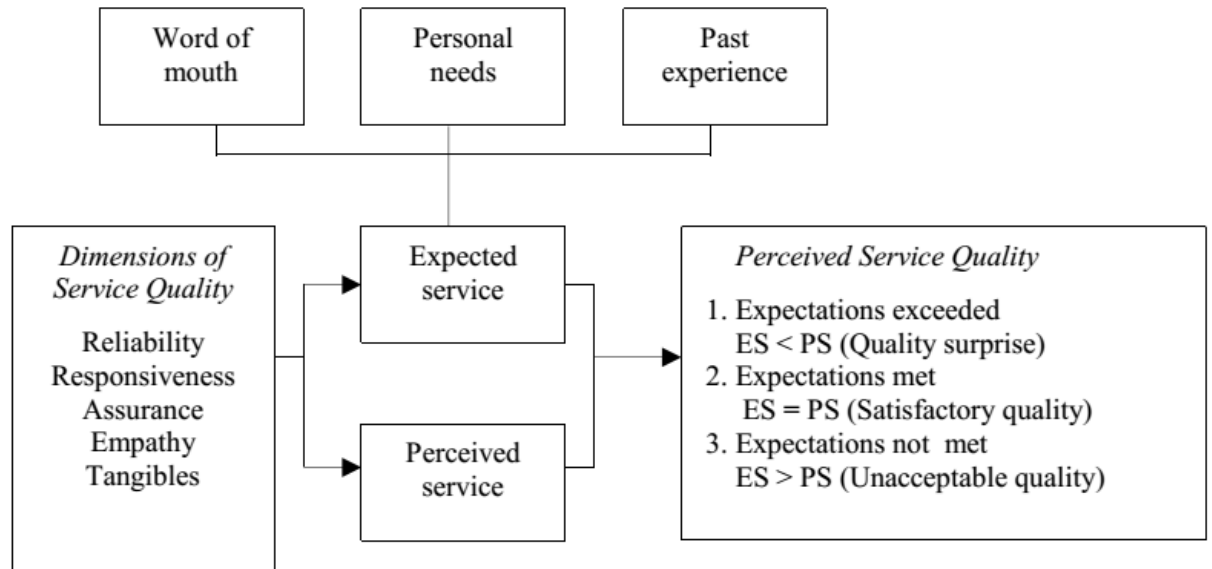 Word of
mouth
Personal
needs
Past
experience
Dimensions of
Service Quality
Reliability
Responsiveness
Assurance
Empathy
Tangibles
Expected
service
Perceived
service
Perceived Service Quality
1. Expectations exceeded
ES < PS (Quality surprise)
2. Expectations met
ES = PS (Satisfactory quality)
3. Expectations not met
ES > PS (Unacceptable quality)